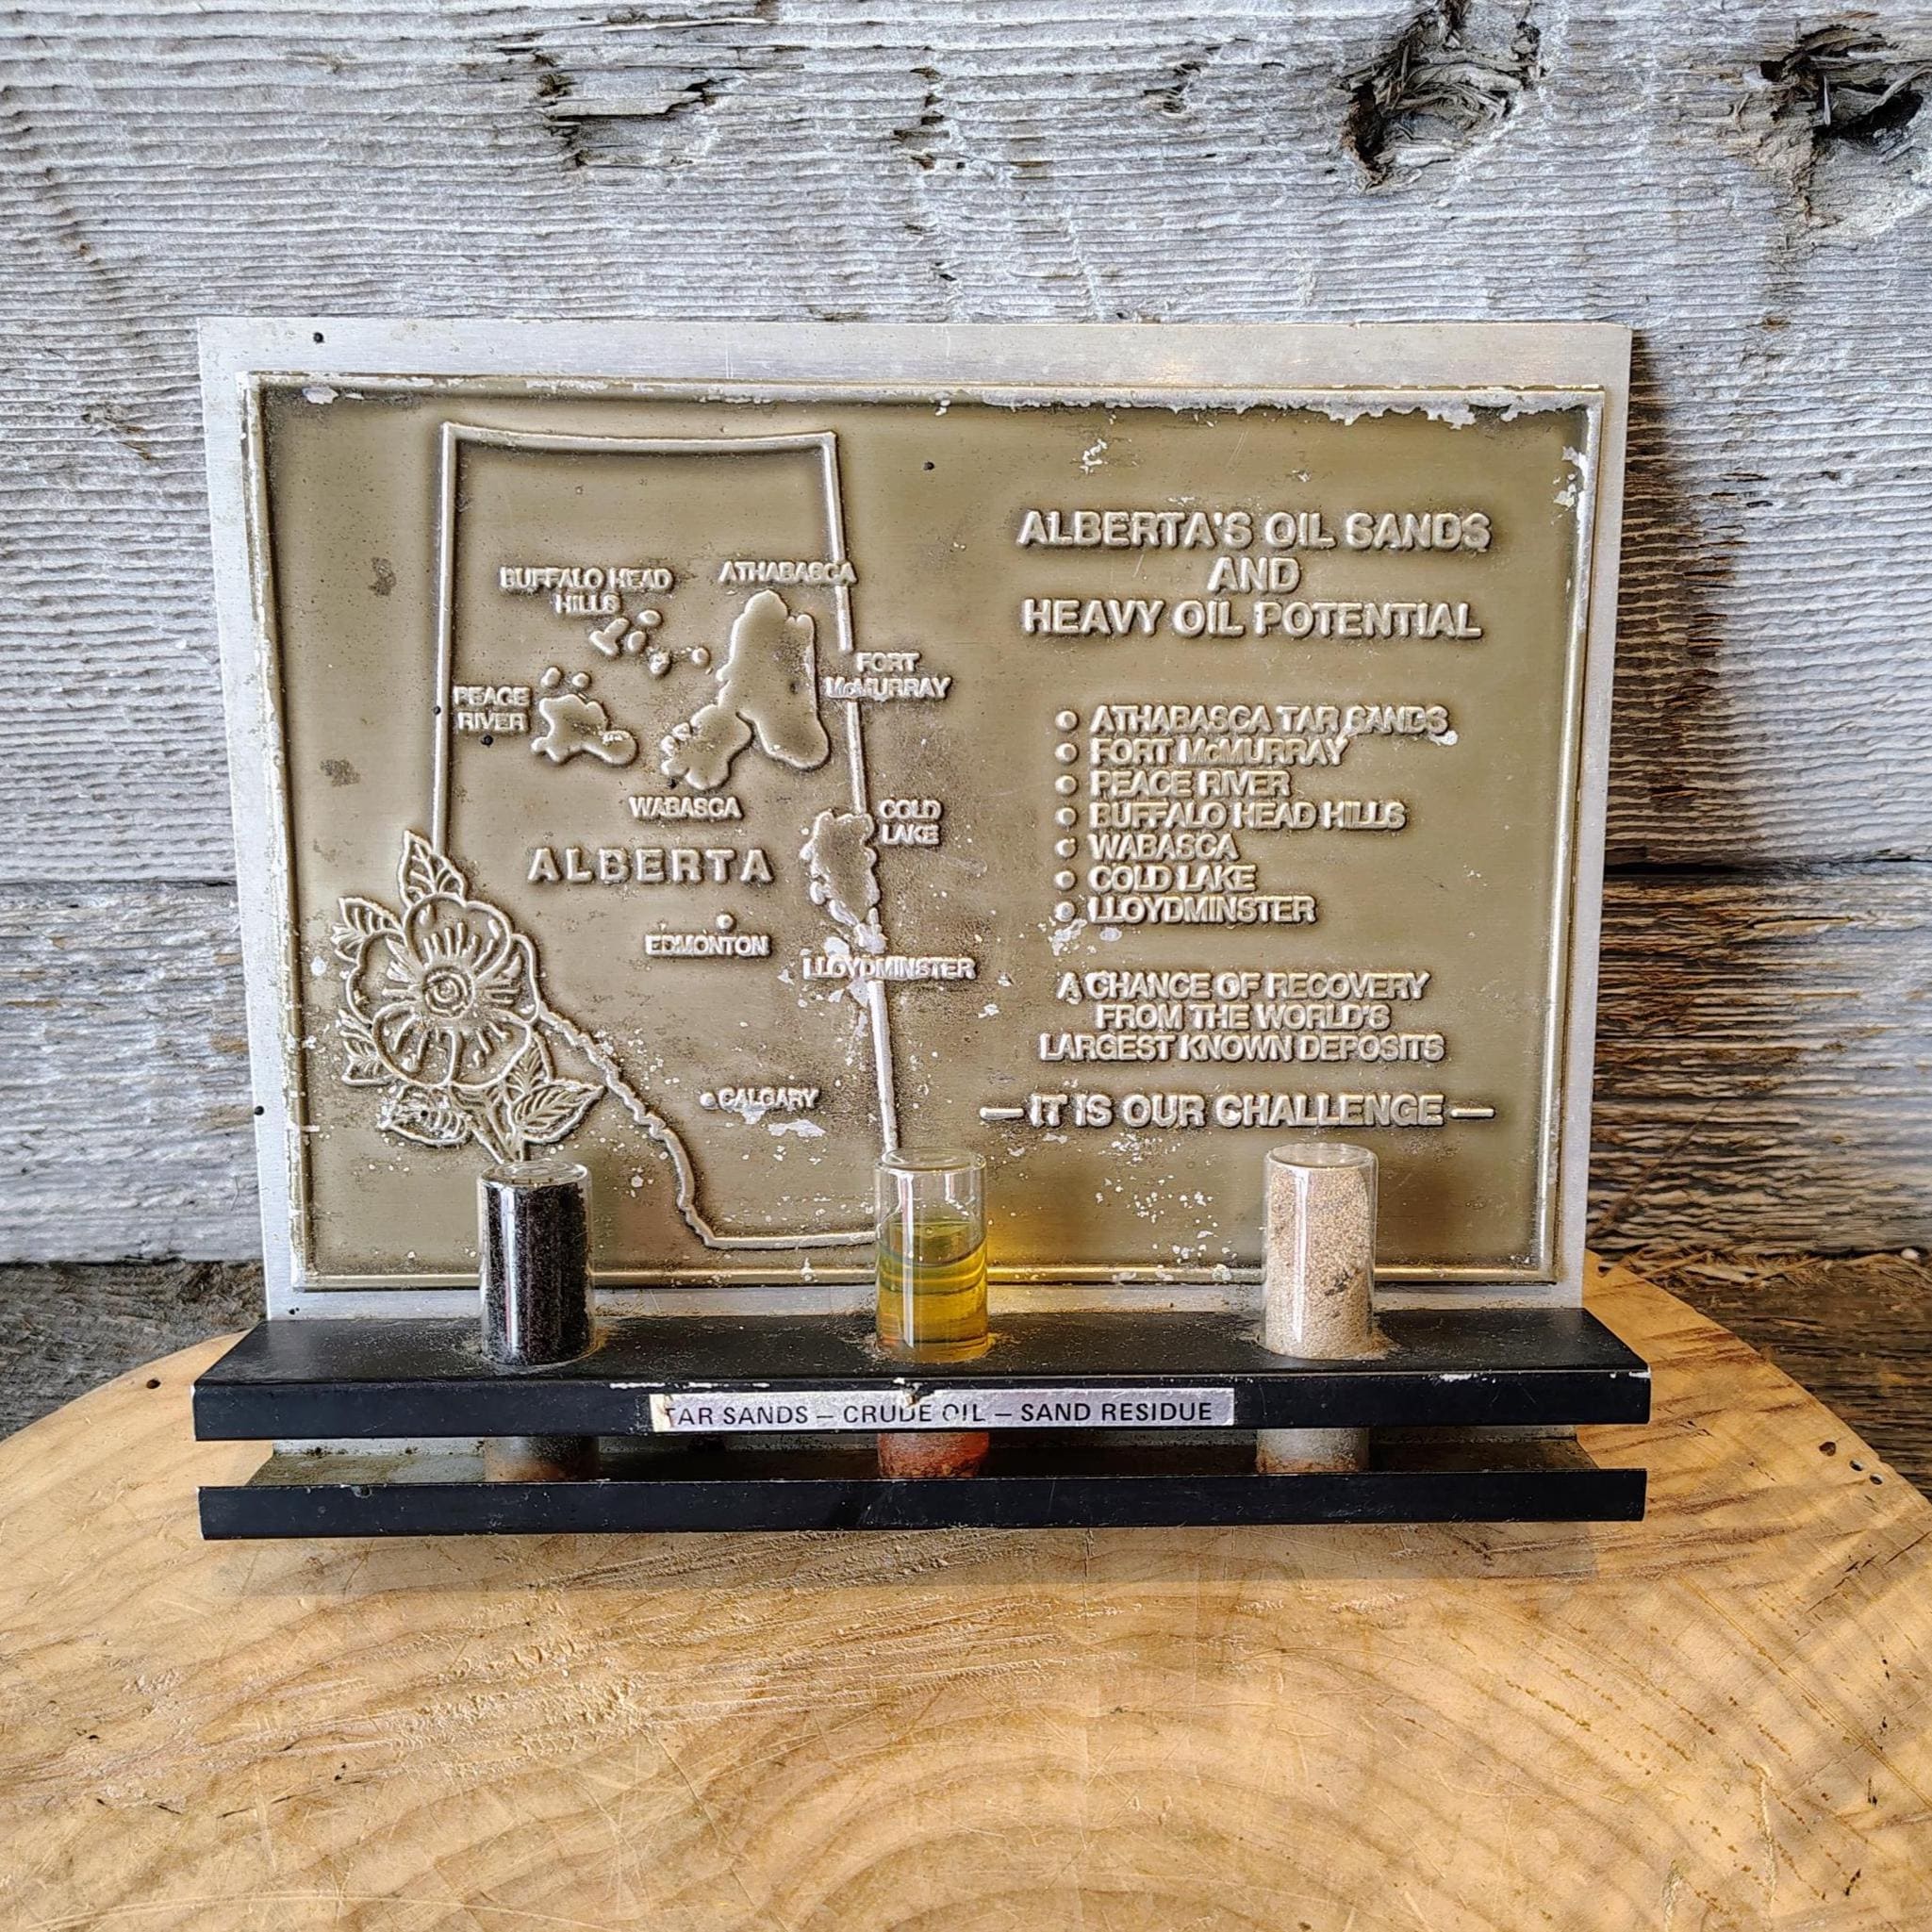 BUFFALO HEAD
HILLS
ATHABASCA
FORT
McMURRAY
PEACE
RIVER
WABASCA
COLD
LAKE
ALBERTA
EDMONTON
LLOYDMINSTER
CALGARY
ALBERTA'S OIL SANDS
AND
HEAVY OIL POTENTIAL
ATHABASCA TAR SANDS
FORT McMURRAY
PEACE RIVER
BUFFALO HEAD HILLS
WABASCA
COLD LAKE
LLOYDMINSTER
A CHANCE OF RECOVERY
FROM THE WORLD'S
LARGEST KNOWN DEPOSITS
— IT IS OUR CHALLENGE —
TAR SANDS – CRUDE OIL – SAND RESIDUE